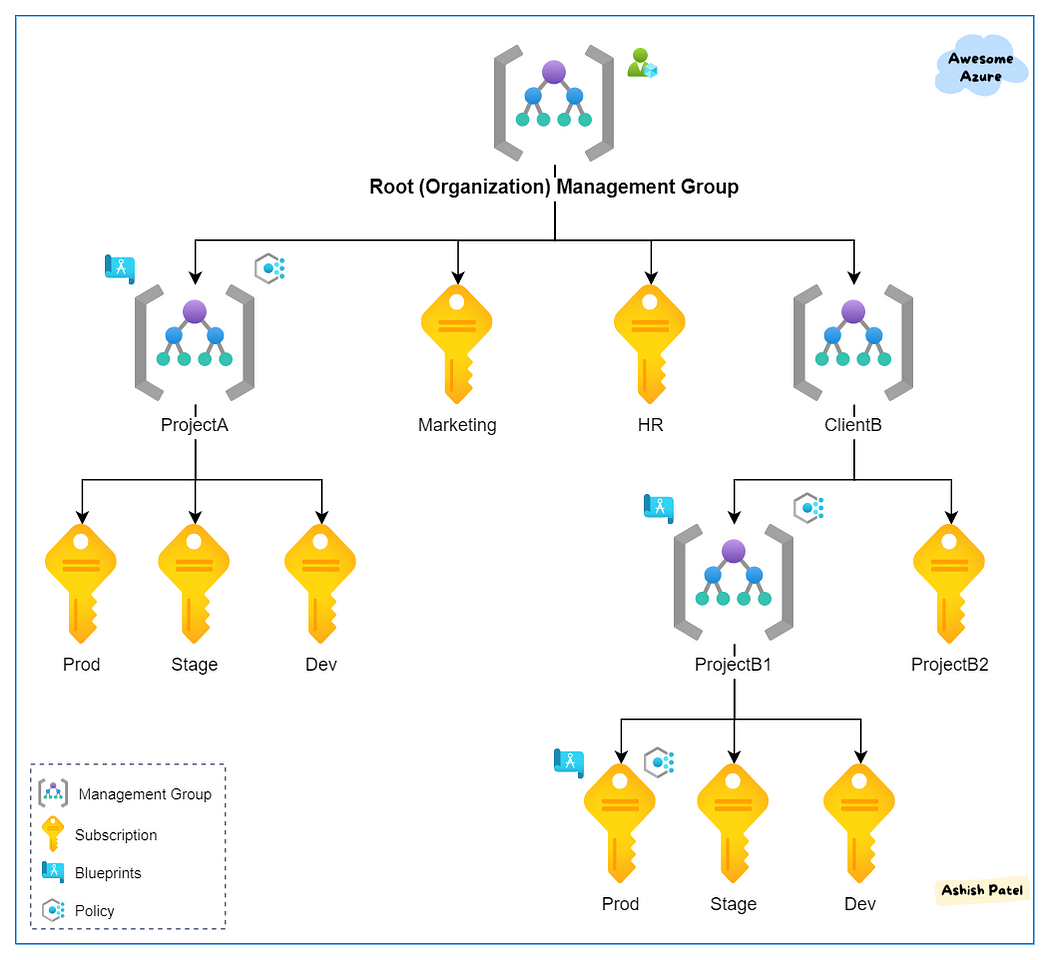 Awesome
Azure
Root (Organization) Management Group
ProjectA
Marketing
HR
ClientB
Prod
Stage
Dev
ProjectB1
ProjectB2
Management Group
Subscription
Blueprints
Policy
Prod
Stage
Dev
Ashish Patel